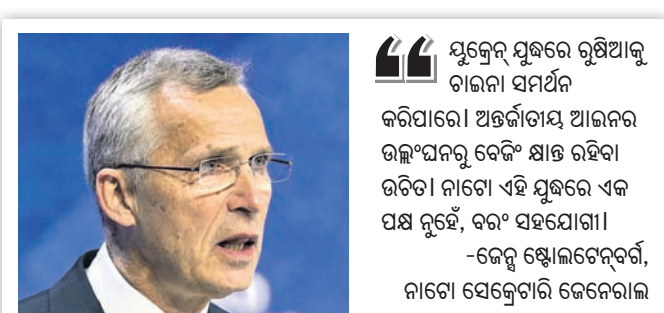 ୟୁକ୍ରେନ୍ ଯୁଦ୍ଧରେ ରୁଷିଆକୁ
ଚାଇନା ସମର୍ଥନ
କରିପାରେ। ଅନ୍ତର୍ଜାତୀୟ ଆଇନର
ଉଲ୍ଲଂଘନରୁ ବେଜିଂ କ୍ଷାନ୍ତ ରହିବା
ଉଚିତ। ନାଟୋ ଏହି ଯୁଦ୍ଧରେ ଏକ
ପକ୍ଷ ନୁହେଁ, ବରଂ ସହଯୋଗୀ।
-ଜେନ୍ସ ଷ୍ଟୋଲଟେନ୍‌ବର୍ଗ,
ନାଟୋ ସେକ୍ରେଟାରି ଜେନେରାଲ